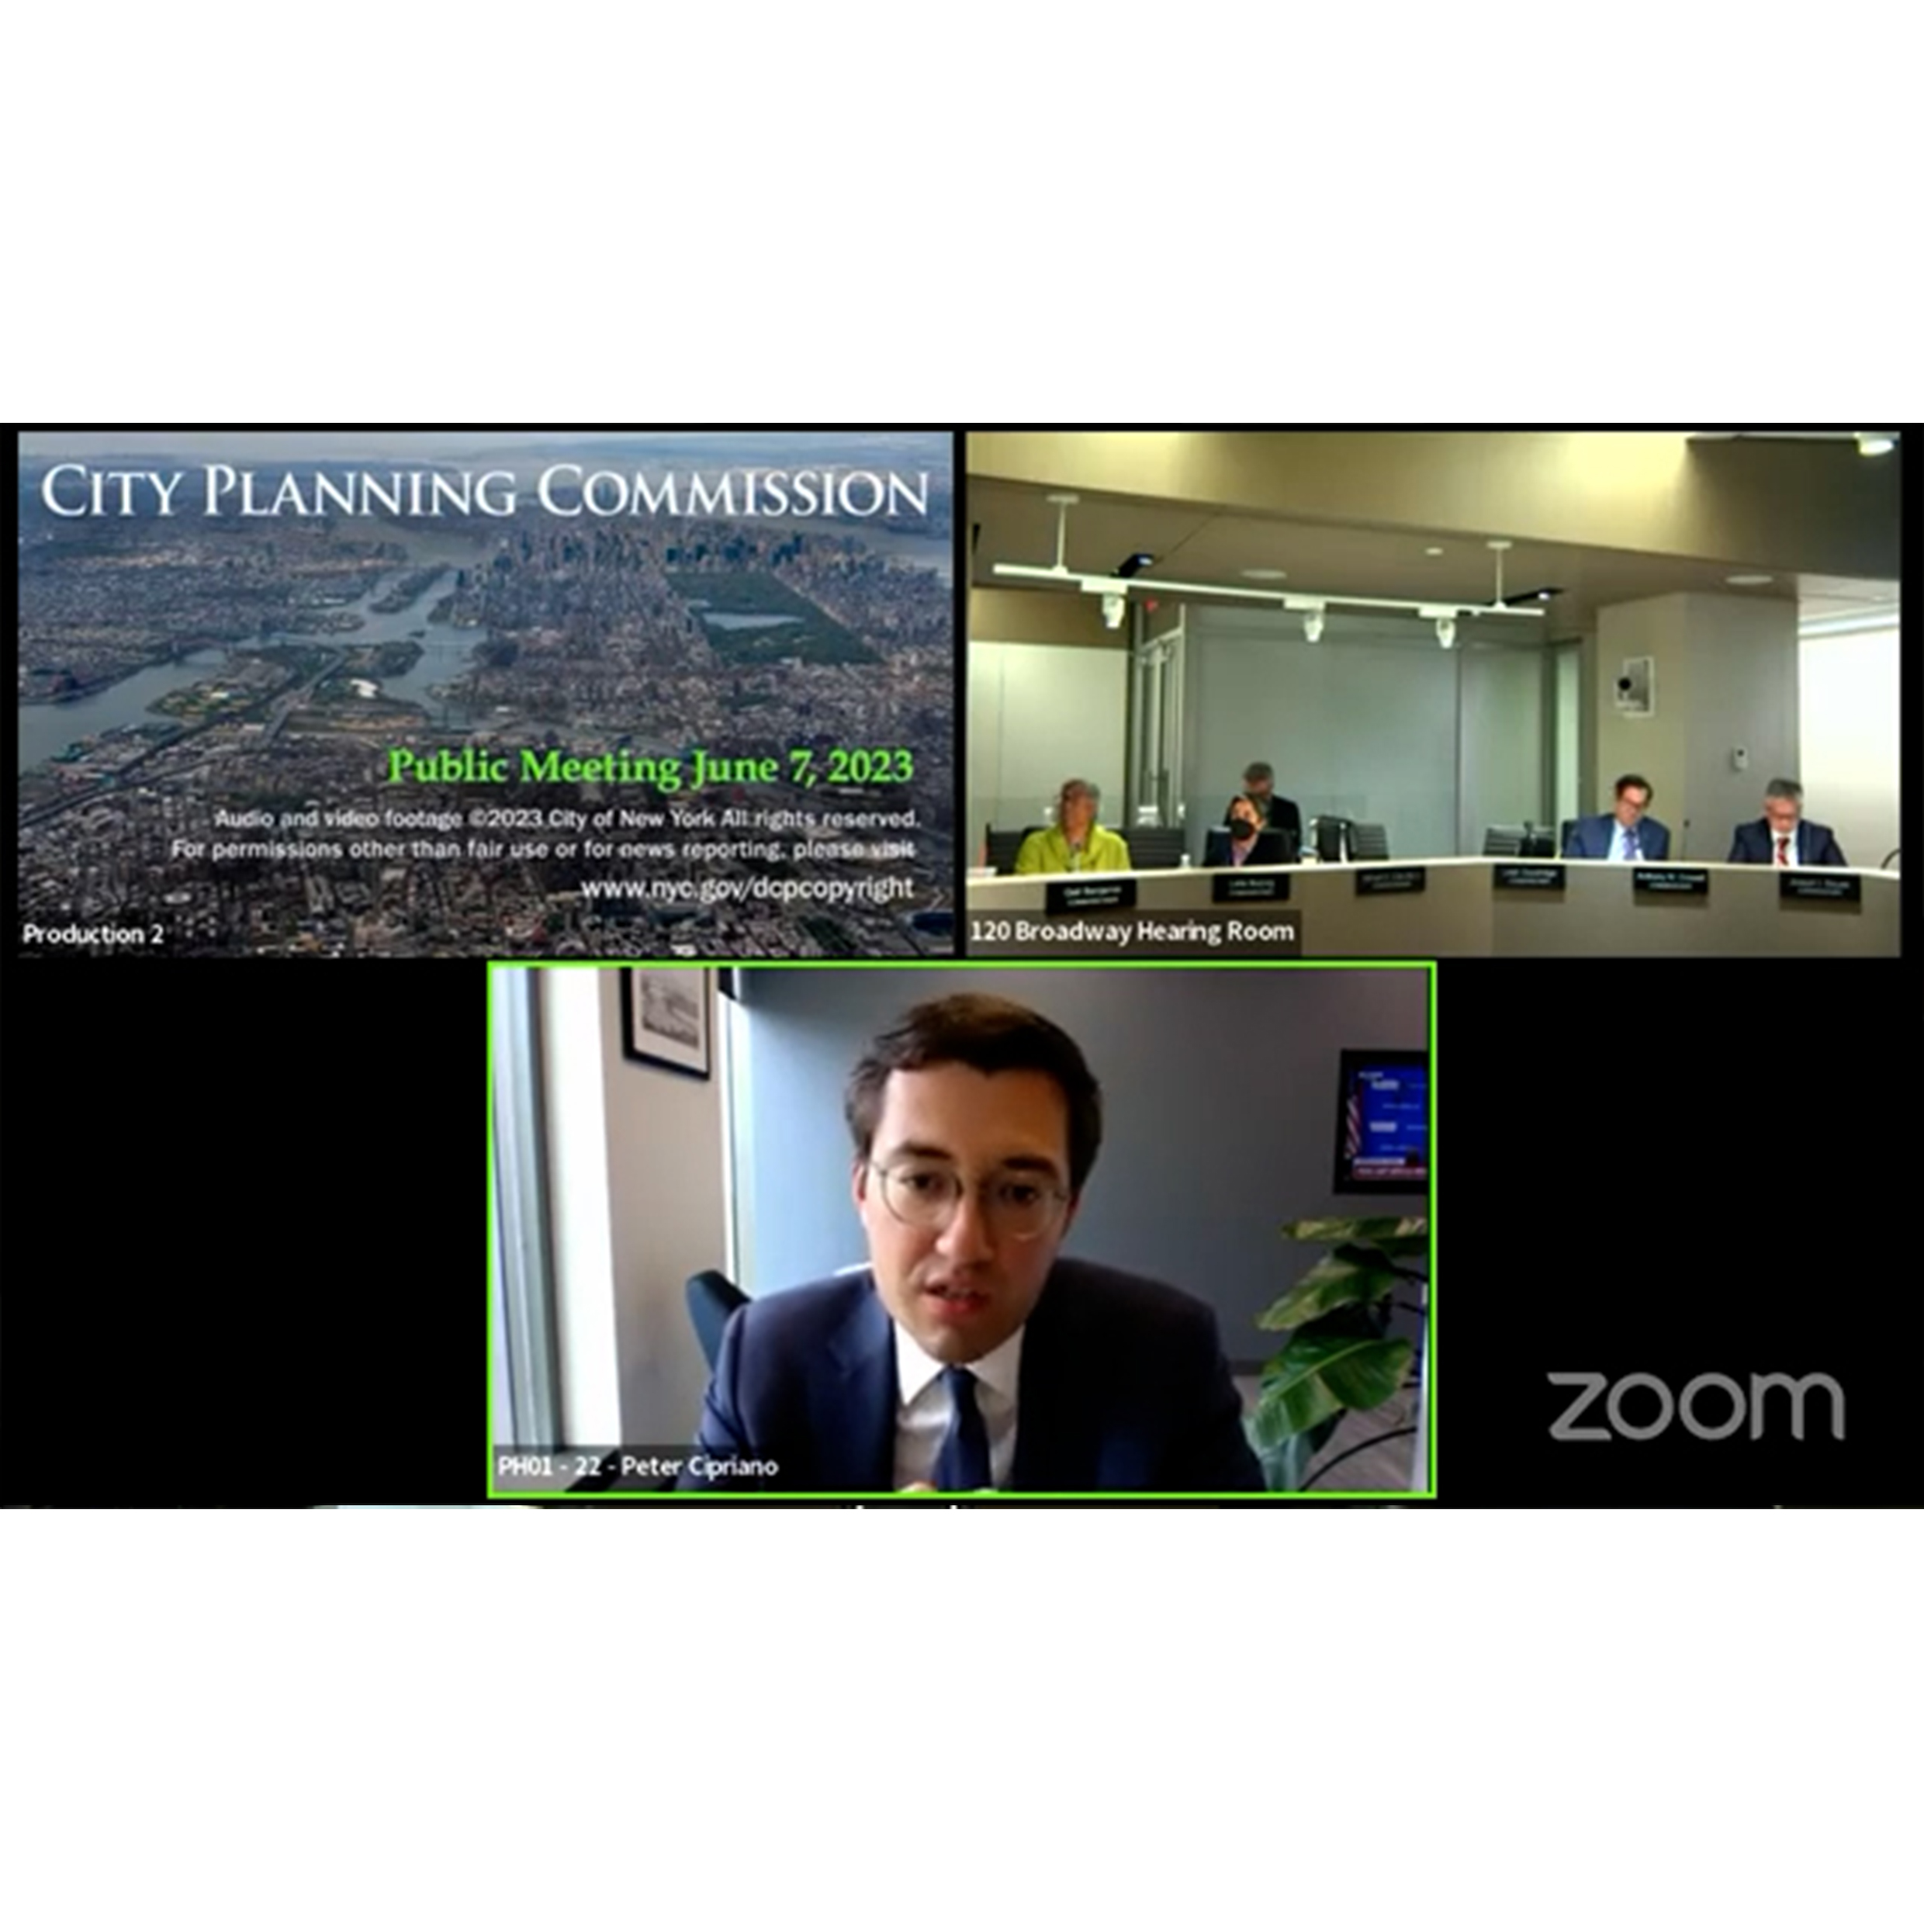 CITY PLANNING COMMISSION
Public Meeting June 7, 2023
Audio and video footage ©2023 City of New York All rights reserved.
For permissions other than fair use or for news reporting, please visit
www.nyc.gov/dcpcopyright
Production 2
120 Broadway Hearing Room
PH01 - 22 - Peter Cipriano
zoom